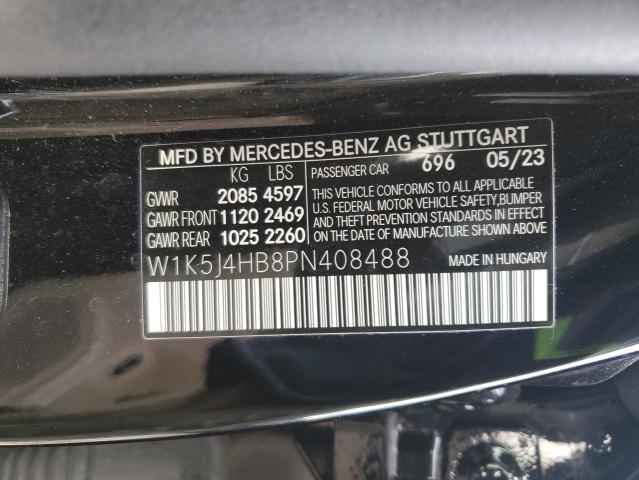 MFD BY MERCEDES-BENZ AG STUTTGART
KG LBS PASSENGER CAR 696 05/23
GVWR 2085 4597
GAWR FRONT 1120 2469
GAWR REAR 1025 2260
THIS VEHICLE CONFORMS TO ALL APPLICABLE
U.S. FEDERAL MOTOR VEHICLE SAFETY,BUMPER
AND THEFT PREVENTION STANDARDS IN EFFECT
ON THE DATE OF MANUFACTURE SHOWN ABOVE.
W1K5J4HB8PN408488 MADE IN HUNGARY